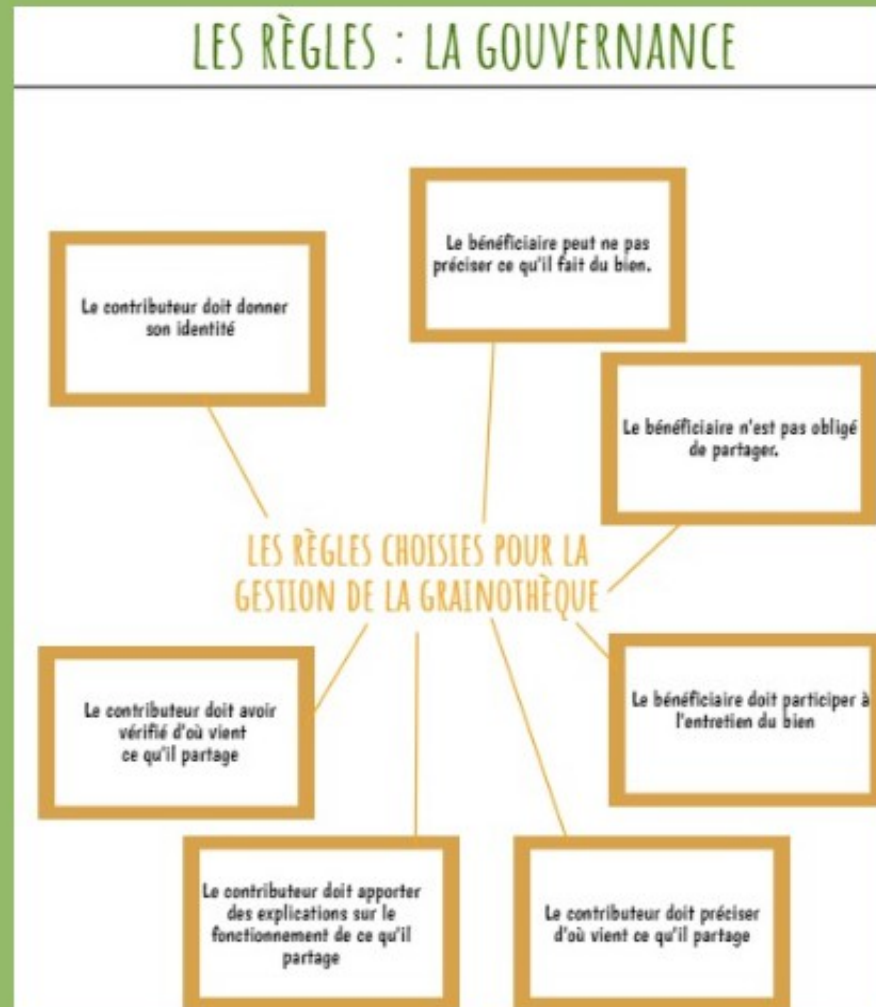 LES RÈGLES : LA GOUVERNANCE
Le bénéficiaire peut ne pas
préciser ce qu'il fait du bien.
Le contributeur doit donner
son identité
Le bénéficiaire n'est pas obligé
de partager.
LES RÈGLES CHOISIES POUR LA
GESTION DE LA GRAINOTHÈQUE
Le contributeur doit avoir
vérifié d'où vient
ce qu'il partage
Le bénéficiaire doit participer à
l'entretien du bien
Le contributeur doit apporter
des explications sur le
fonctionnement de ce qu'il
partage
Le contributeur doit préciser
d'où vient ce qu'il partage